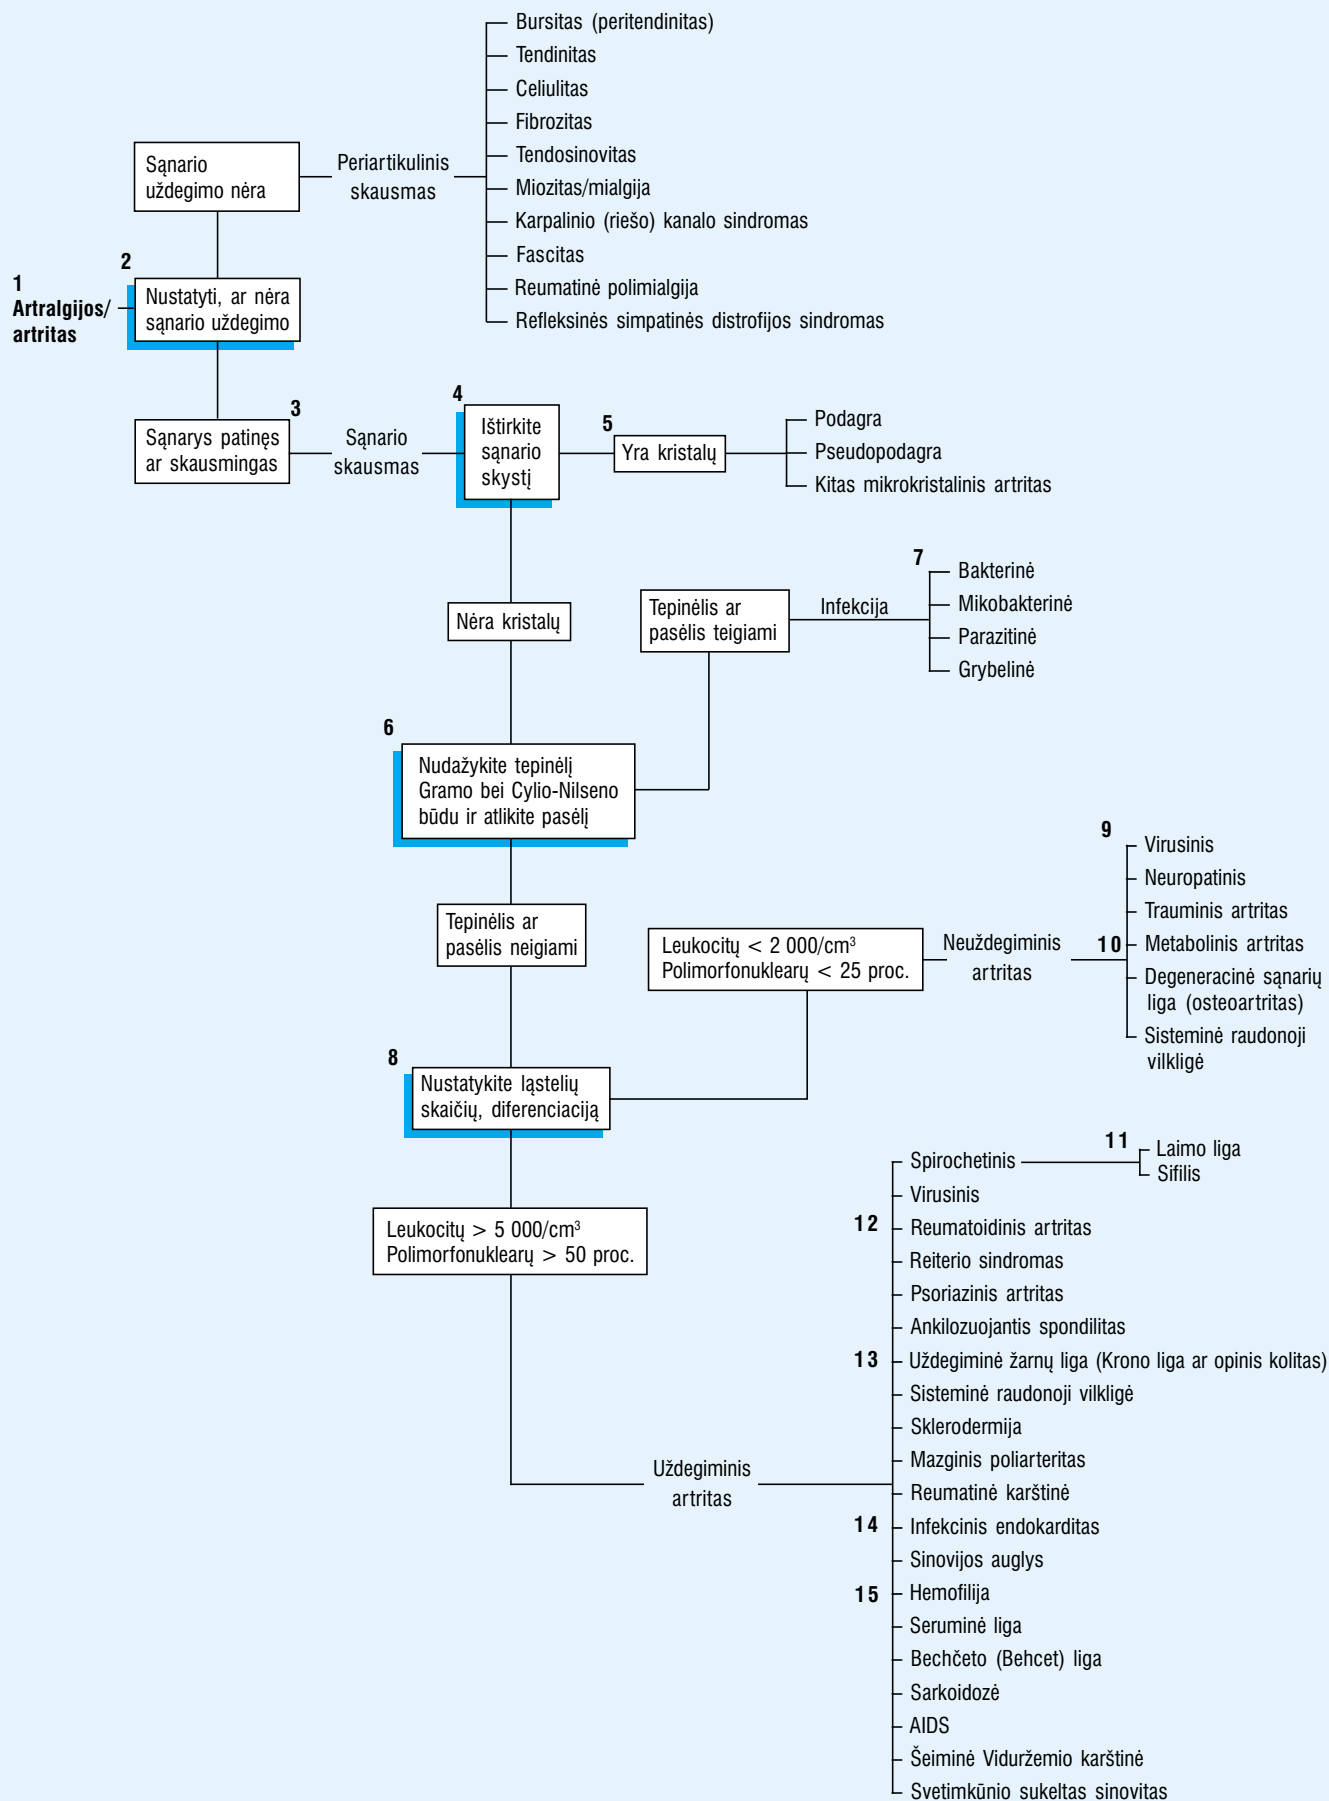 Bursitas (peritendinitas)
Tendinitas
Celiulitas
Fibrozitas
Tendosinovitas
Miozitas/mialgija
Karpalinio (riešo) kanalo sindromas
Fascitas
Reumatinė polimialgija
Refleksinės simpatinės distrofijos sindromas
Sąnario
uždegimo nėra
Periartikulinis
skausmas
1
Artralgijos/
artritas
2
Nustatyti, ar nėra
sąnario uždegimo
3
Sąnarys patinęs
ar skausmingas
Sąnario
skausmas
4
Ištirkite
sąnario
skystį
5
Yra kristalų
Podagra
Pseudopodagra
Kitas mikrokristalinis artritas
Nėra kristalų
Tepinėlis ar
pasėlis teigiami
Infekcija
7
Bakterinė
Mikobakterinė
Parazitinė
Grybelinė
6
Nudažykite tepinėlį
Gramo bei Cylio-Nilseno
būdu ir atlikite pasėlį
Tepinėlis ar
pasėlis neigiami
Leukocitų < 2 000/cm³
Polimorfonuklearų < 25 proc.
Neuždegiminis
artritas
9
Virusinis
Neuropatinis
Trauminis artritas
10
Metabolinis artritas
Degeneracinė sąnarių
liga (osteoartritas)
Sisteminė raudonoji
vilkligė
8
Nustatykite ląstelių
skaičių, diferenciaciją
Leukocitų > 5 000/cm³
Polimorfonuklearų > 50 proc.
Uždegiminis
artritas
Spirochetinis
11
Laimo liga
Sifilis
Virusinis
12
Reumatoidinis artritas
Reiterio sindromas
Psoriazinis artritas
Ankilozuojantis spondilitas
13
Uždegiminė žarnų liga (Krono liga ar opinis kolitas)
Sisteminė raudonoji vilkligė
Sklerodermija
Mazginis poliarteritas
Reumatinė karštinė
14
Infekcinis endokarditas
Sinovijos auglys
15
Hemofilija
Seruminė liga
Bechčeto (Behcet) liga
Sarkoidozė
AIDS
Šeiminė Viduržemio karštinė
Svetimkūnio sukeltas sinovitas